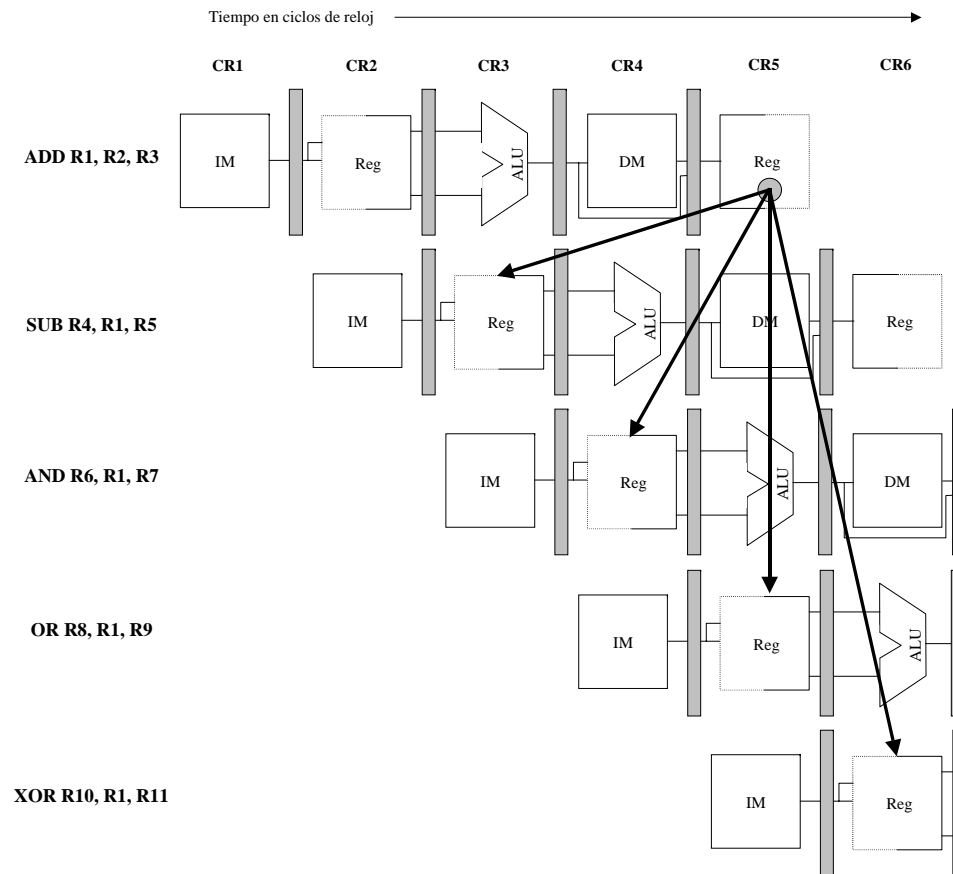 Tiempo en ciclos de reloj
CR1 CR2 CR3 CR4 CR5 CR6
ADD R1, R2, R3
IM Reg ALU DM Reg
SUB R4, R1, R5
IM Reg ALU DM Reg
AND R6, R1, R7
IM Reg ALU DM
OR R8, R1, R9
IM Reg ALU
XOR R10, R1, R11
IM Reg